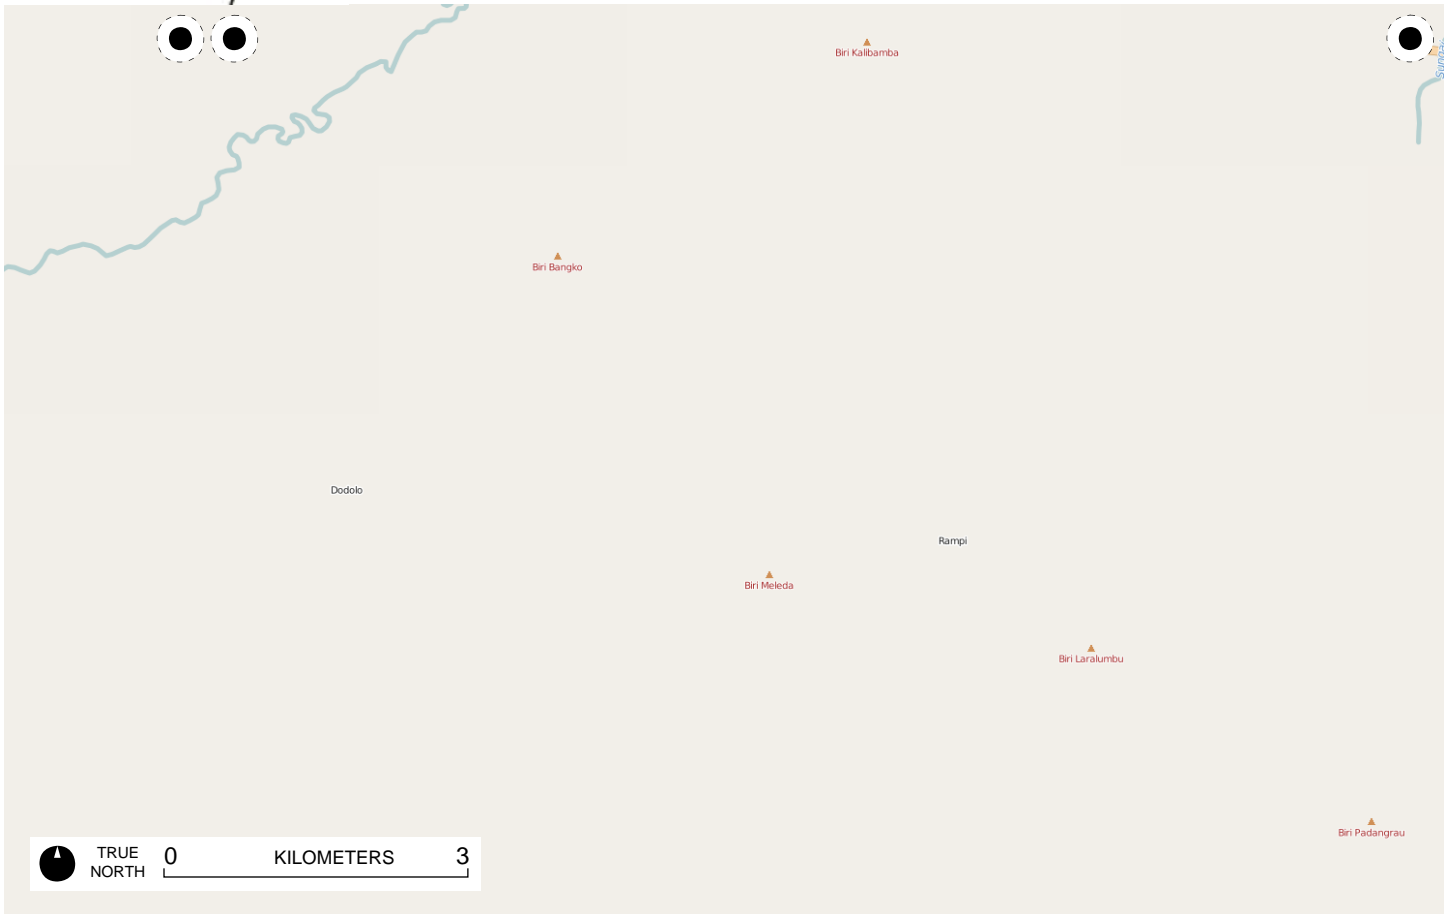 Biri Kalibamba
Biri Bangko
Dodolo
Rampi
Biri Meleda
Biri Laralumbu
Biri Padangrau
TRUE
NORTH
0 KILOMETERS 3